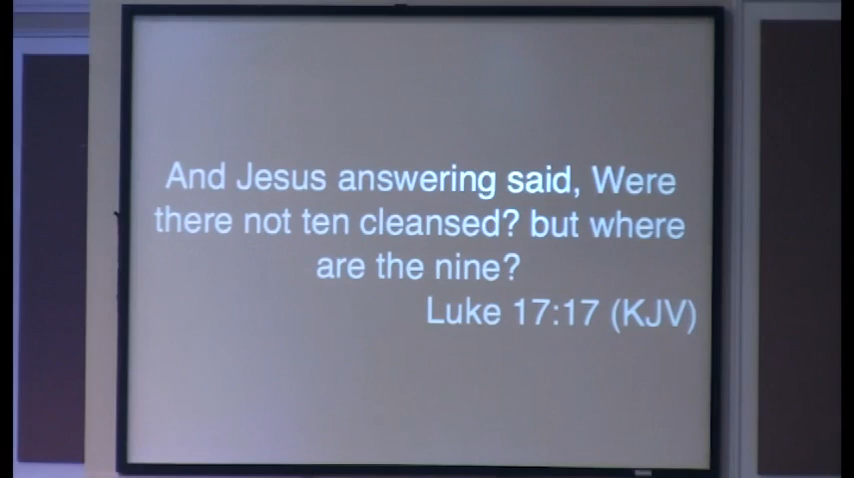 And Jesus answering said, Were
there not ten cleansed? but where
are the nine?
Luke 17:17 (KJV)